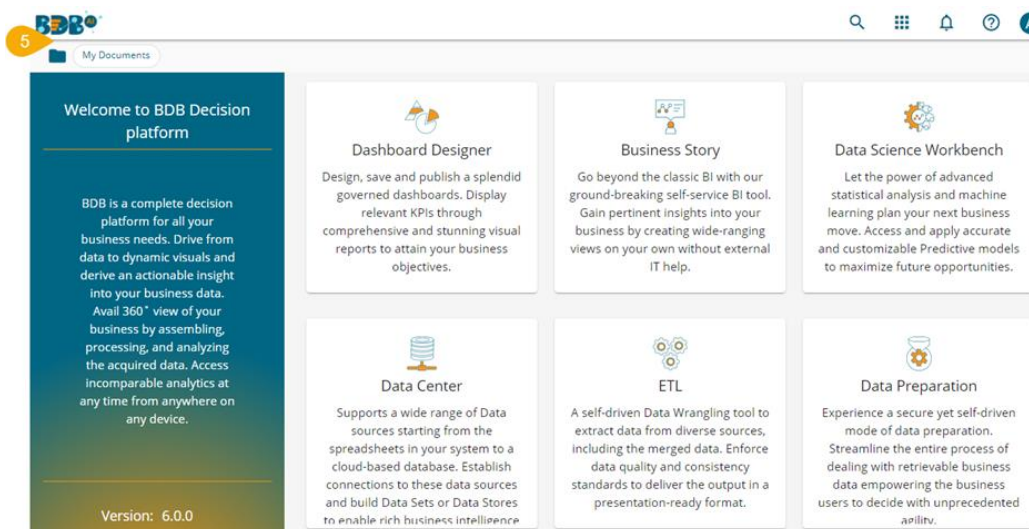 BDB
5
My Documents
Welcome to BDB Decision
platform
BDB is a complete decision
platform for all your
business needs. Drive from
data to dynamic visuals and
derive an actionable insight
into your business data.
Avail 360˚ view of your
business by assembling,
processing, and analyzing
the acquired data. Access
incomparable analytics at
any time from anywhere on
any device.
Version: 6.0.0
Dashboard Designer
Design, save and publish a splendid
governed dashboards. Display
relevant KPIs through
comprehensive and stunning visual
reports to attain your business
objectives.
Business Story
Go beyond the classic BI with our
ground-breaking self-service BI tool.
Gain pertinent insights into your
business by creating wide-ranging
views on your own without external
IT help.
Data Science Workbench
Let the power of advanced
statistical analysis and machine
learning plan your next business
move. Access and apply accurate
and customizable Predictive models
to maximize future opportunities.
Data Center
Supports a wide range of Data
sources starting from the
spreadsheets in your system to a
cloud-based database. Establish
connections to these data sources
and build Data Sets or Data Stores
to enable rich business intelligence
ETL
A self-driven Data Wrangling tool to
extract data from diverse sources,
including the merged data. Enforce
data quality and consistency
standards to deliver the output in a
presentation-ready format.
Data Preparation
Experience a secure yet self-driven
mode of data preparation.
Streamline the entire process of
dealing with retrievable business
data empowering the business
users to decide with unprecedented
agility.